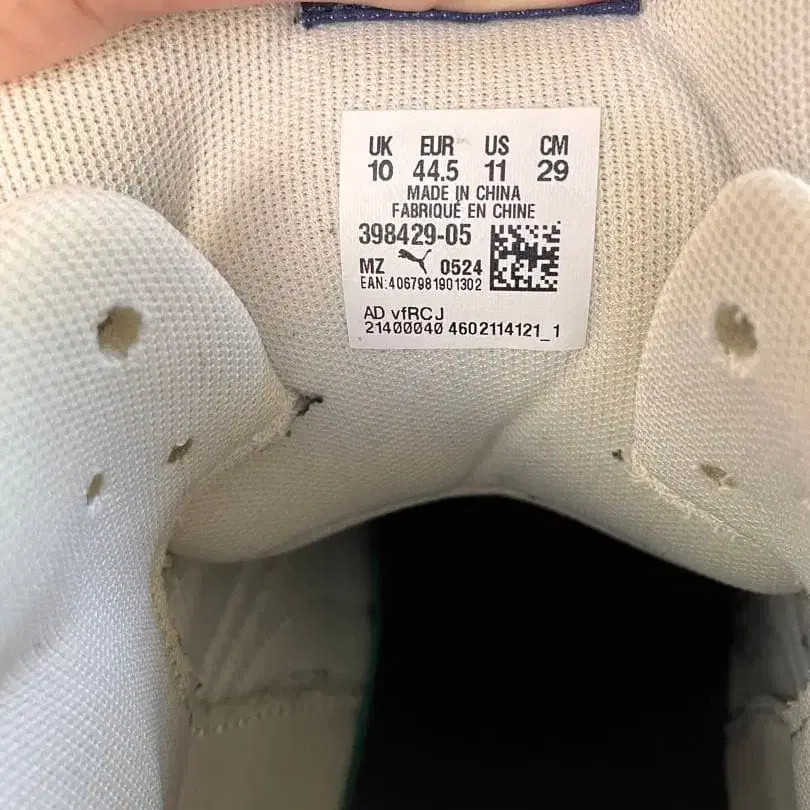 UK EUR US CM
10 44.5 11 29
MADE IN CHINA
FABRIQUÉ EN CHINE
398429-05
MZ 0524
EAN:4067981901302
AD vfRCJ
21400040 4602114121_1